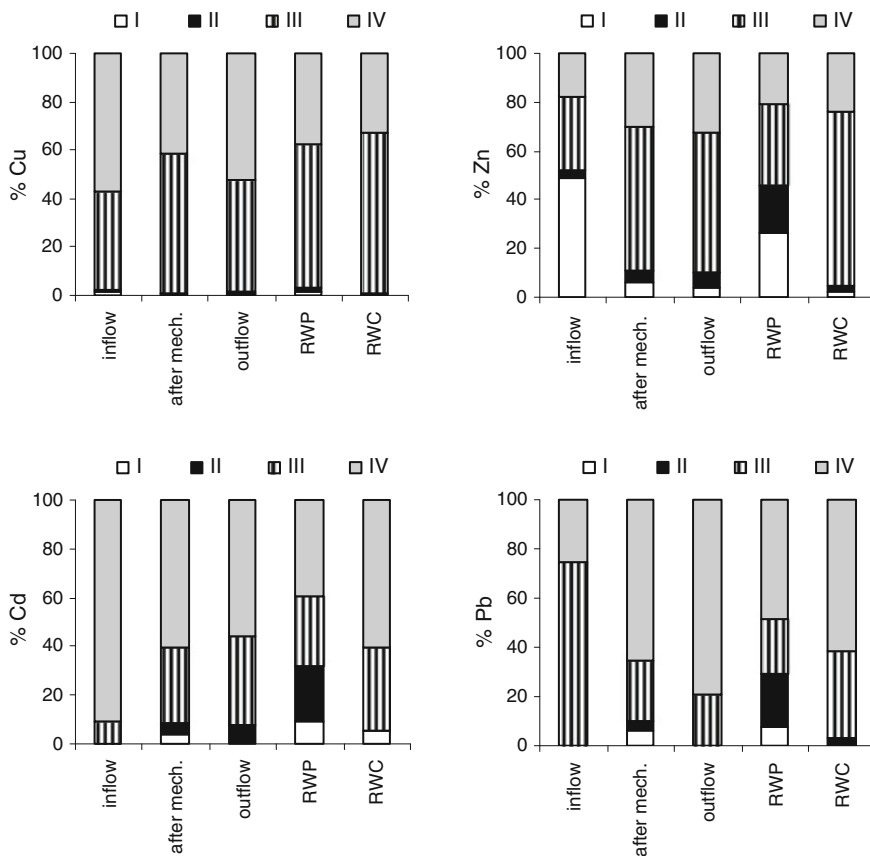 I II III IV
100
80
60
40
20
0
% Cu
inflow
after mech.
outflow
RWP
RWC
I II III IV
100
80
60
40
20
0
% Zn
inflow
after mech.
outflow
RWP
RWC
I II III IV
100
80
60
40
20
0
% Cd
inflow
after mech.
outflow
RWP
RWC
I II III IV
100
80
60
40
20
0
% Pb
inflow
after mech.
outflow
RWP
RWC